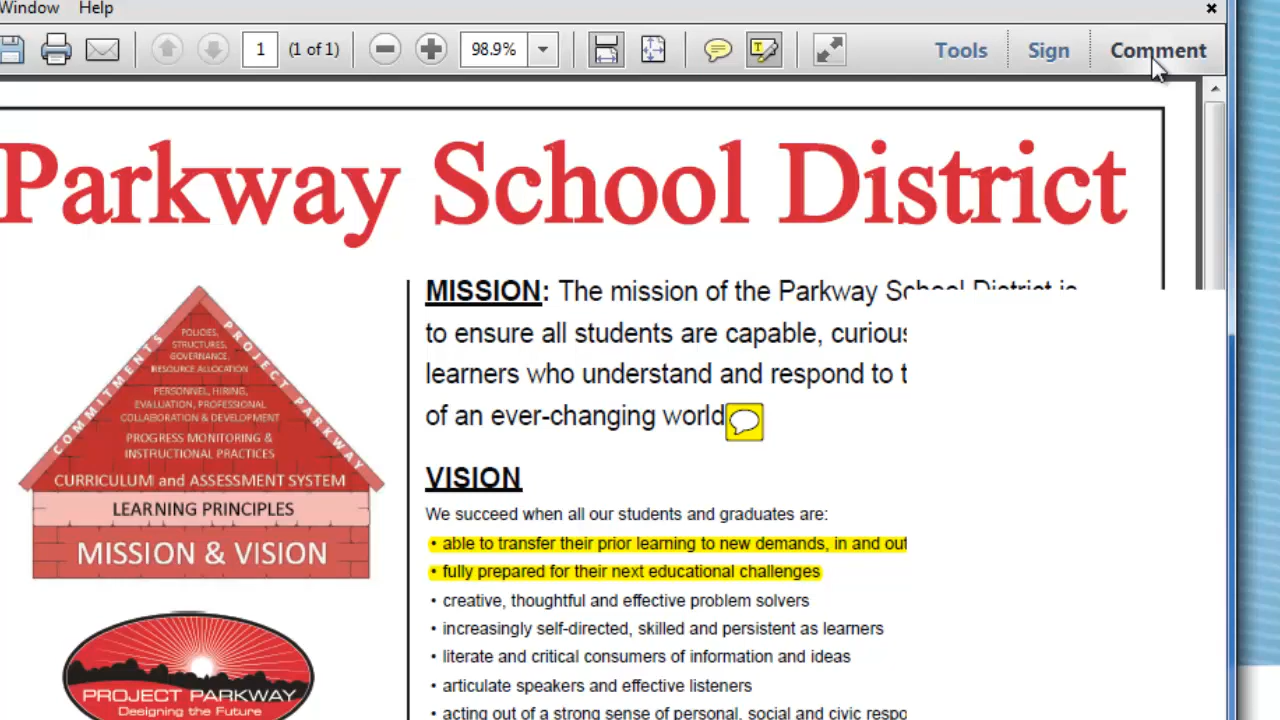 Window Help
1 (1 of 1) 98.9% Tools Sign Comment
Parkway School District
MISSION: The mission of the Parkway School District is
to ensure all students are capable, curious
learners who understand and respond to t
of an ever-changing world
VISION
We succeed when all our students and graduates are:
• able to transfer their prior learning to new demands, in and out
• fully prepared for their next educational challenges
• creative, thoughtful and effective problem solvers
• increasingly self-directed, skilled and persistent as learners
• literate and critical consumers of information and ideas
• articulate speakers and effective listeners
• acting out of a strong sense of personal, social and civic respo
COMMITMENTS
PROJECT PARKWAY
POLICIES,
STRUCTURES,
GOVERNANCE,
RESOURCE ALLOCATION
PERSONNEL, HIRING,
EVALUATION, PROFESSIONAL
COLLABORATION & DEVELOPMENT
PROGRESS MONITORING &
INSTRUCTIONAL PRACTICES
CURRICULUM and ASSESSMENT SYSTEM
LEARNING PRINCIPLES
MISSION & VISION
PROJECT PARKWAY
Designing the Future